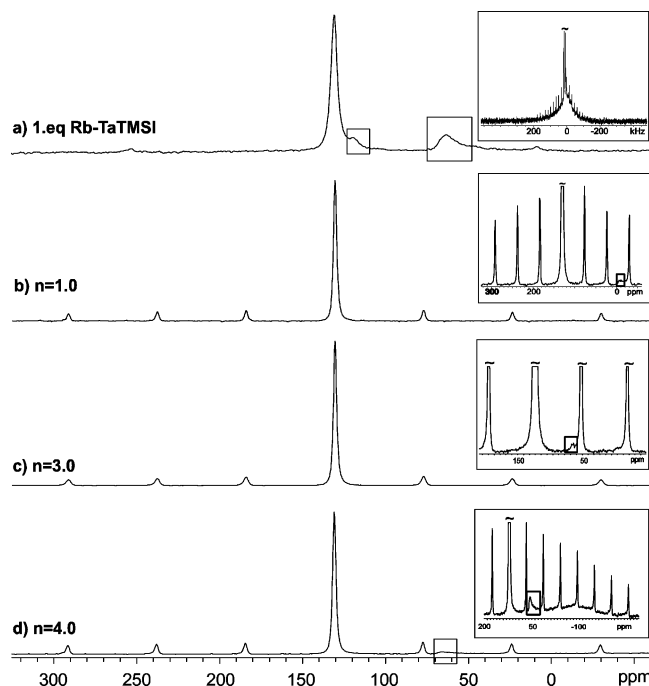 ~
a) 1.eq Rb-TaTMSI
200 0 -200 kHz
~
b) n=1.0
300 200 0 ppm
~ ~ ~ ~
c) n=3.0
150 50 ppm
~
d) n=4.0
200 50 -100 ppm
300 250 200 150 100 50 0 ppm